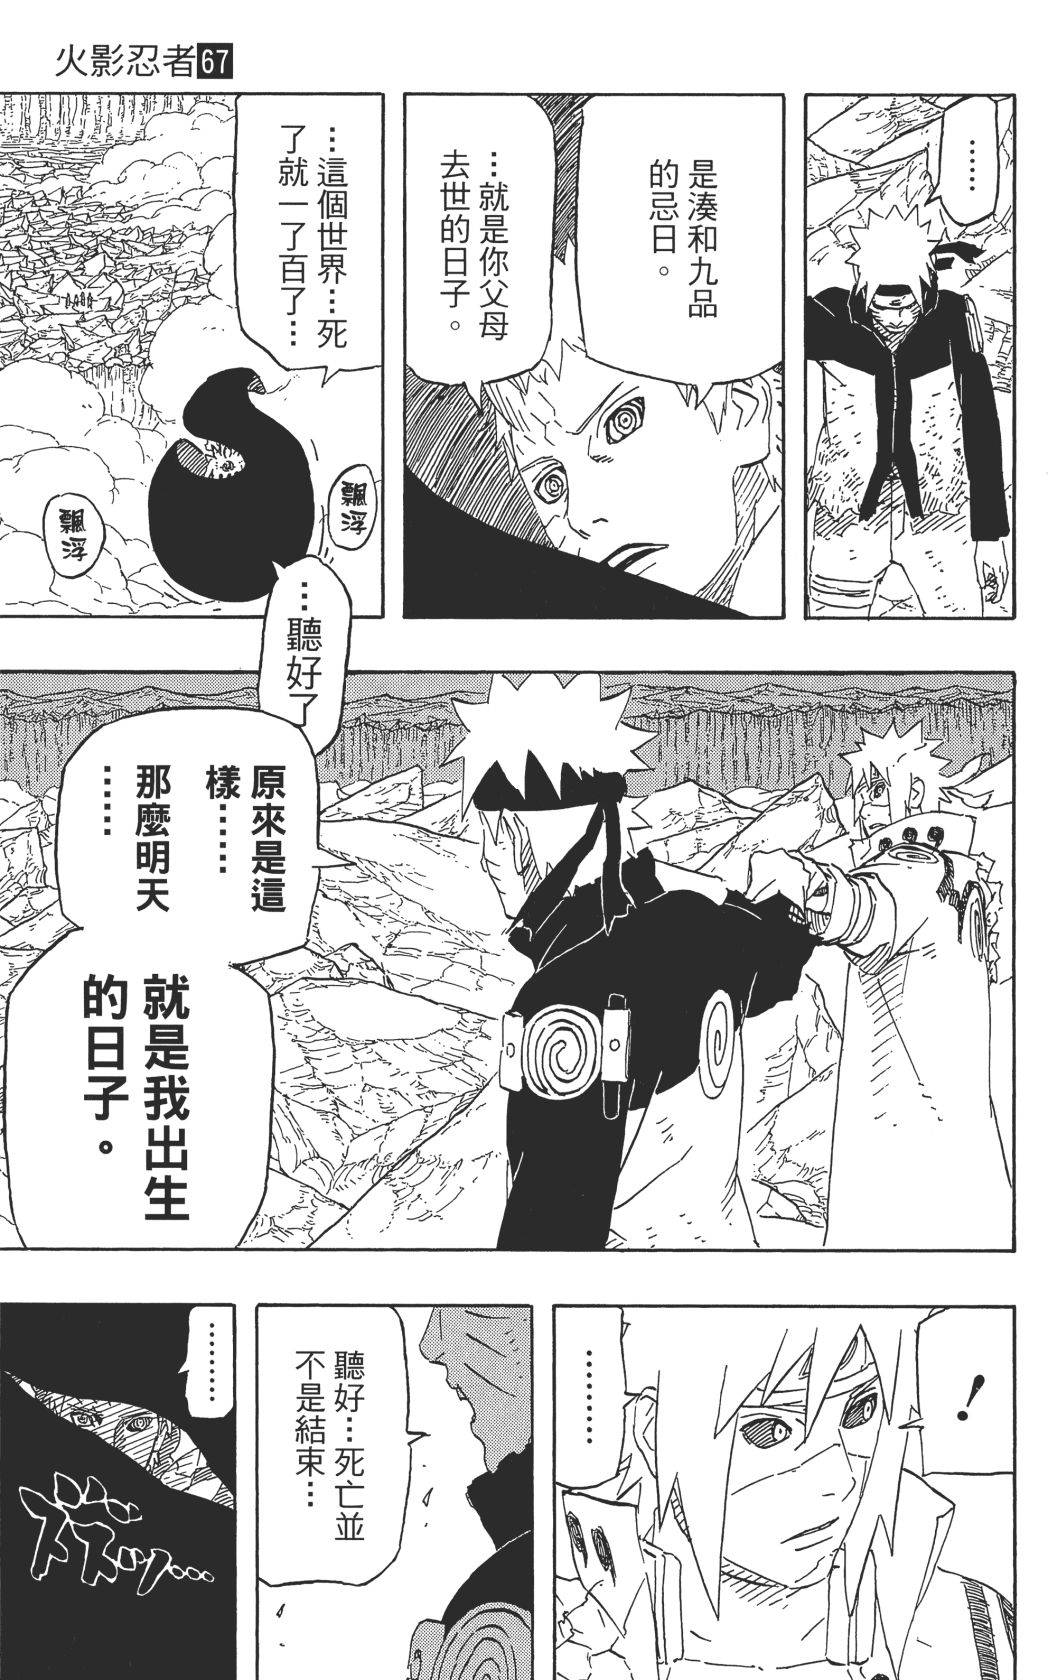 火影忍者67
……
是湊和九品
的忌日。
…就是你父母
去世的日子。
…這個世界…死
了就一了百了…
飄浮
飄浮
…聽好了
原來是這
樣……
那麼明天
……
就是我出生
的日子。
！
………
聽好…死亡並
不是結束…
………
ズズッ…